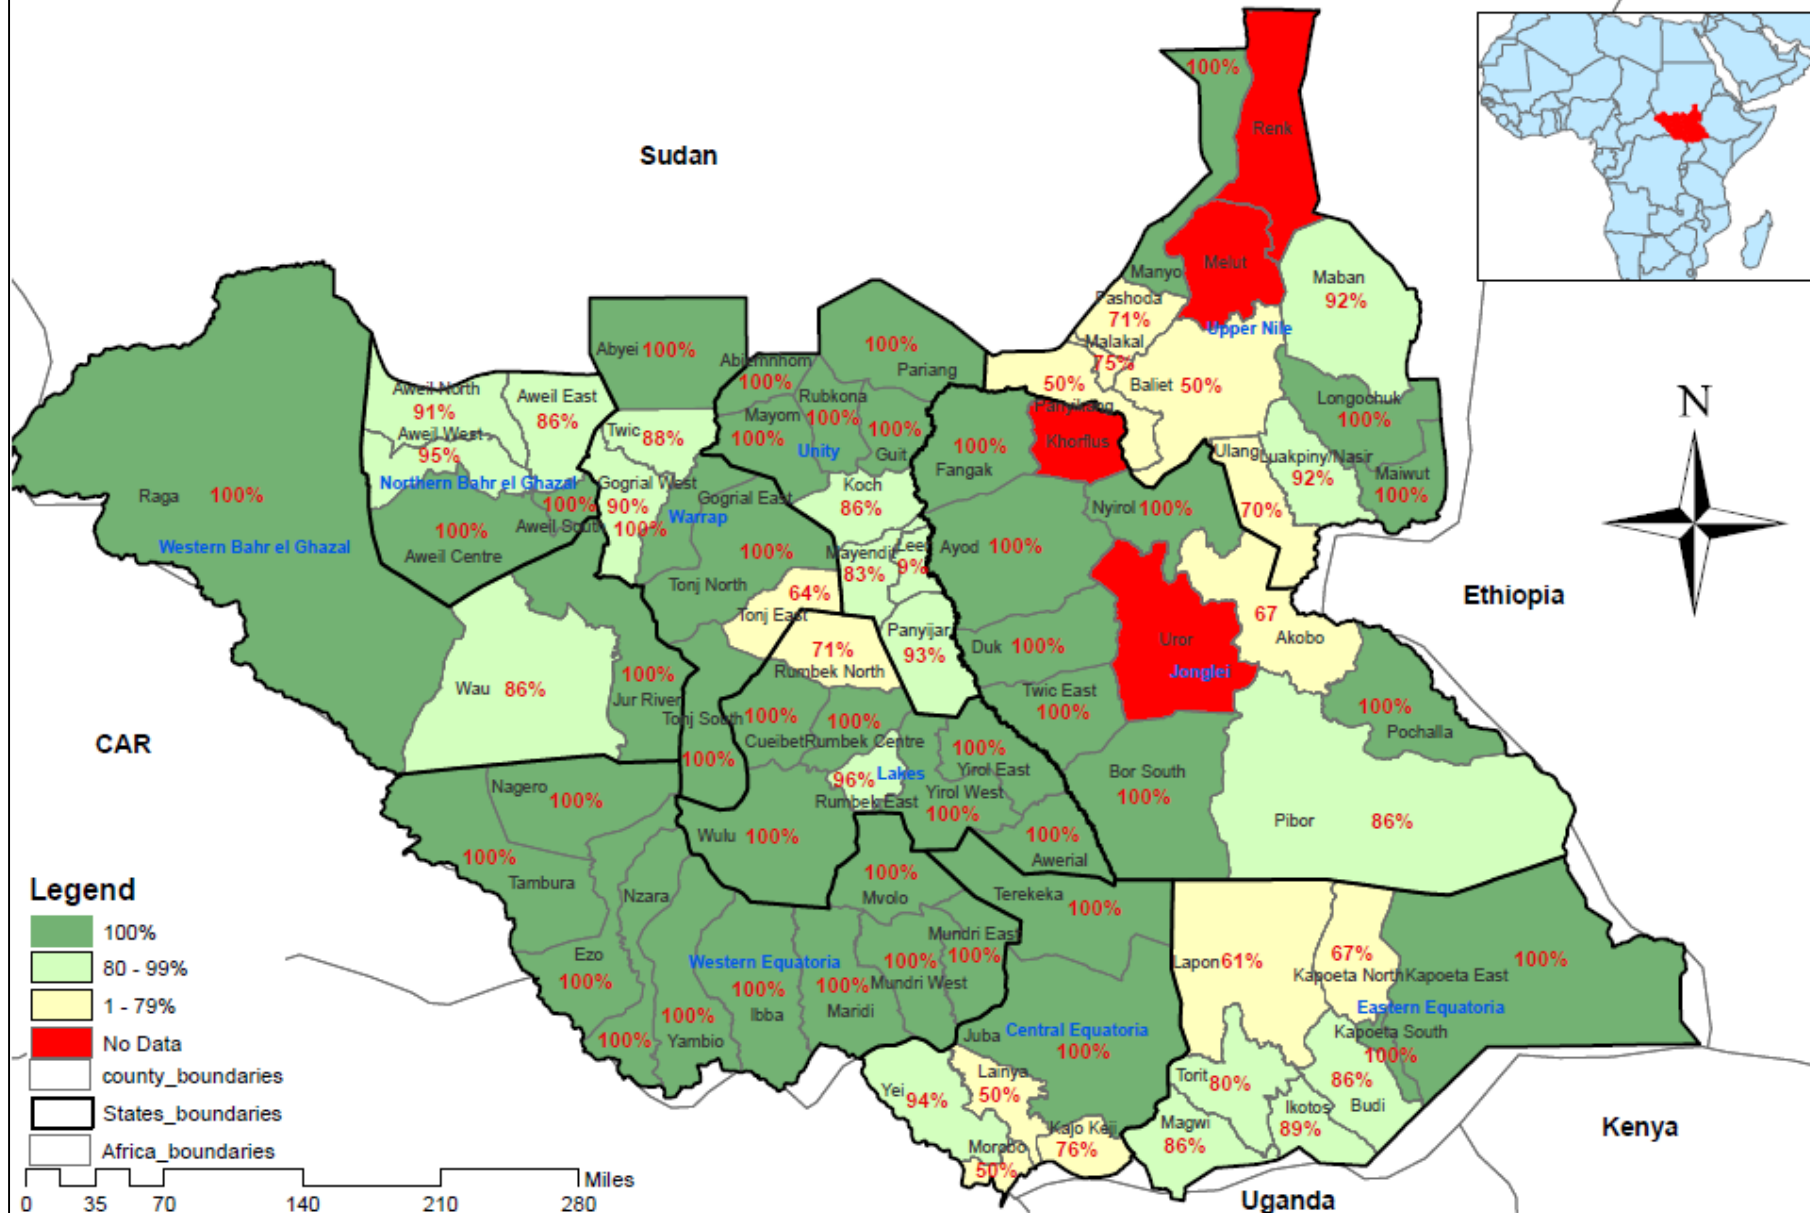 100%
Renk
Sudan
Melut
Manyo
Maban
92%
Fashoda
71%
Upper Nile
Malakal
75%
Baliet 50%
50%
Panyikang
Abyei 100%
Abiemnhom
100%
100%
Pariang
Rubkona
100%
Mayom
100%
100%
Guit
Unity
Aweil North
91%
Aweil East
86%
Aweil West
95%
Northern Bahr el Ghazal
Twic 88%
Longochuk
100%
Khorflus
100%
Fangak
Ulang
Luakpiny/Nasir
92%
Maiwut
100%
N
Raga 100%
Gogrial West
90%
100%
Gogrial East
Warrap
Koch
86%
Nyirol 100%
70%
100%
Aweil South
100%
Aweil Centre
Western Bahr el Ghazal
100%
Tonj North
Mayendit
83%
Leer
9%
Ayod 100%
64%
Tonj East
Ethiopia
67
Akobo
Uror
Jonglei
Panyijar
93%
Duk 100%
71%
Rumbek North
Wau 86%
100%
Jur River
Twic East
100%
100%
Pochalla
Tonj South
100%
100%
Cueibet
100%
Rumbek Centre
CAR
100%
Yirol East
96%
Lakes
Rumbek East
Yirol West
100%
Bor South
100%
Nagero
100%
Wulu 100%
100%
Awerial
Pibor 86%
100%
Tambura
Nzara
100%
Mvolo
Terekeka
100%
Legend
100%
80 - 99%
1 - 79%
No Data
county_boundaries
States_boundaries
Africa_boundaries
Miles
0 35 70 140 210 280
Ezo
100%
Western Equatoria
100%
Ibba
100%
Maridi
100%
Mundri West
Mundri East
100%
100%
100%
Yambio
Lapon 61%
67%
Kapoeta North
Kapoeta East
100%
Eastern Equatoria
Kapoeta South
100%
Juba
Central Equatoria
100%
Yei 94%
Lainya
50%
Torit 80%
86%
Budi
Ikotos
89%
Magwi
86%
Kajo Keji
76%
Morobo
50%
Kenya
Uganda